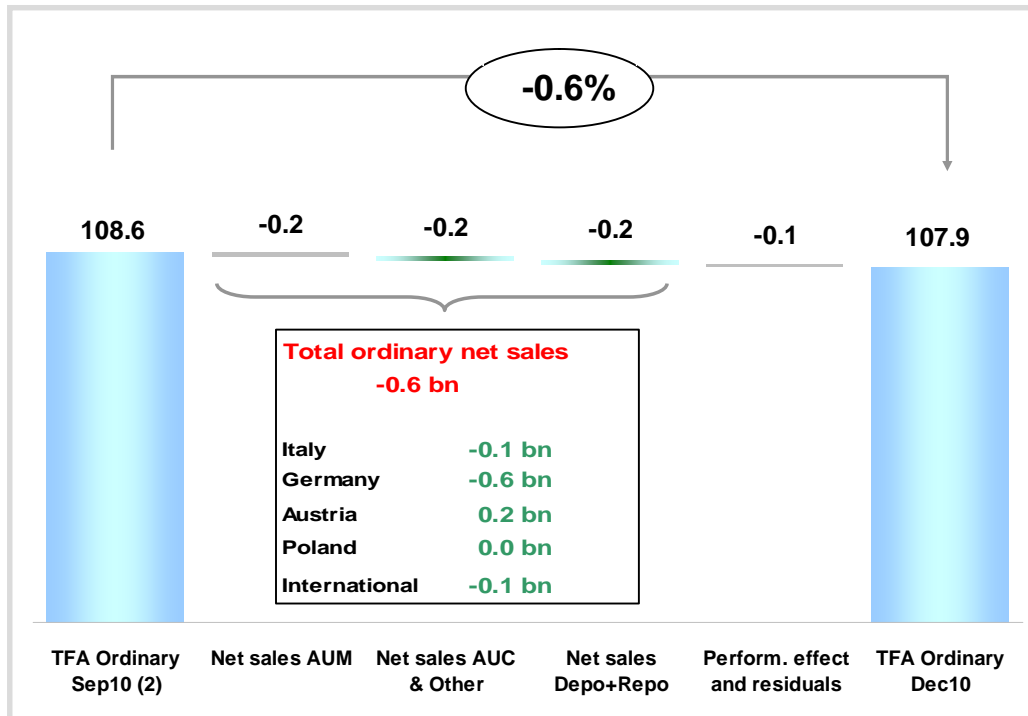 -0.6%
108.6
-0.2
-0.2
-0.2
-0.1
107.9
Total ordinary net sales
-0.6 bn
Italy -0.1 bn
Germany -0.6 bn
Austria 0.2 bn
Poland 0.0 bn
International -0.1 bn
TFA Ordinary
Sep10 (2)
Net sales AUM
Net sales AUC
& Other
Net sales
Depo+Repo
Perform. effect
and residuals
TFA Ordinary
Dec10